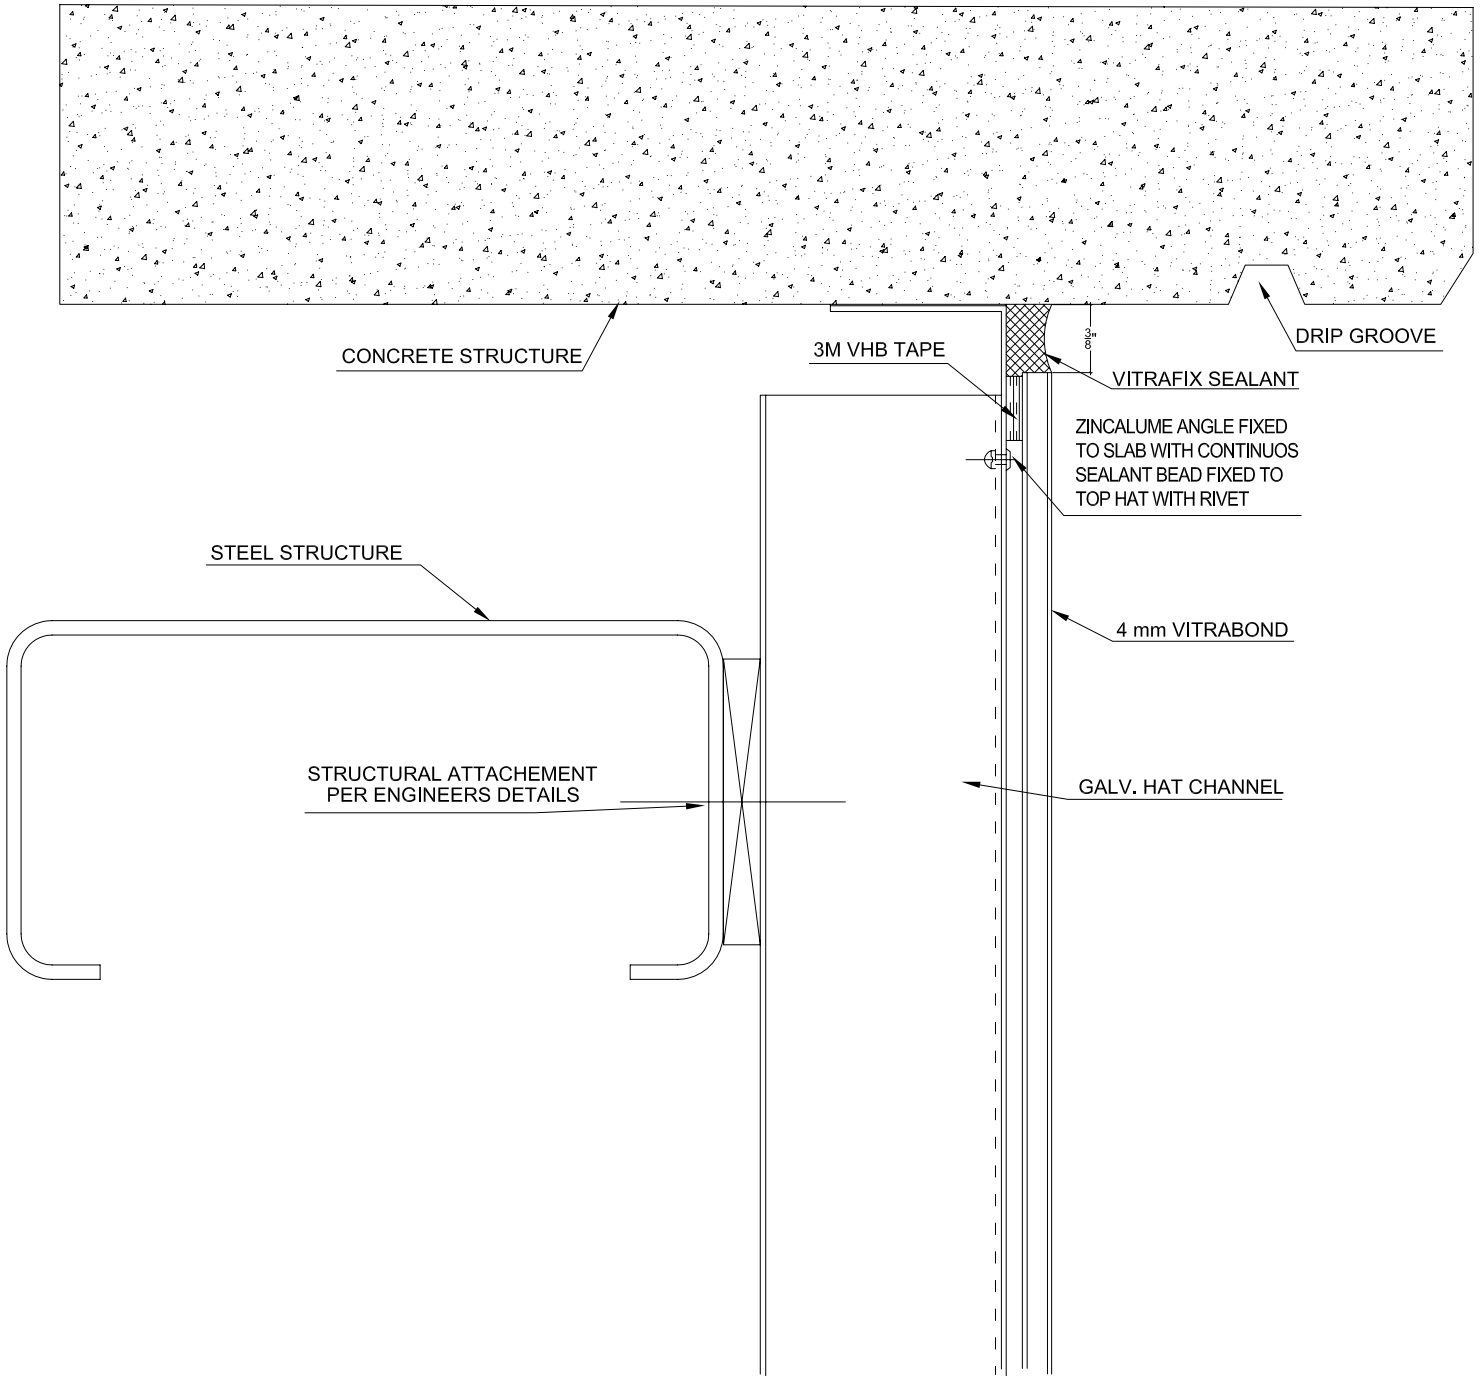 CONCRETE STRUCTURE
3M VHB TAPE
3/8"
DRIP GROOVE
VITRAFIX SEALANT
ZINCALUME ANGLE FIXED
TO SLAB WITH CONTINUOS
SEALANT BEAD FIXED TO
TOP HAT WITH RIVET
STEEL STRUCTURE
4 mm VITRABOND
STRUCTURAL ATTACHEMENT
PER ENGINEERS DETAILS
GALV. HAT CHANNEL